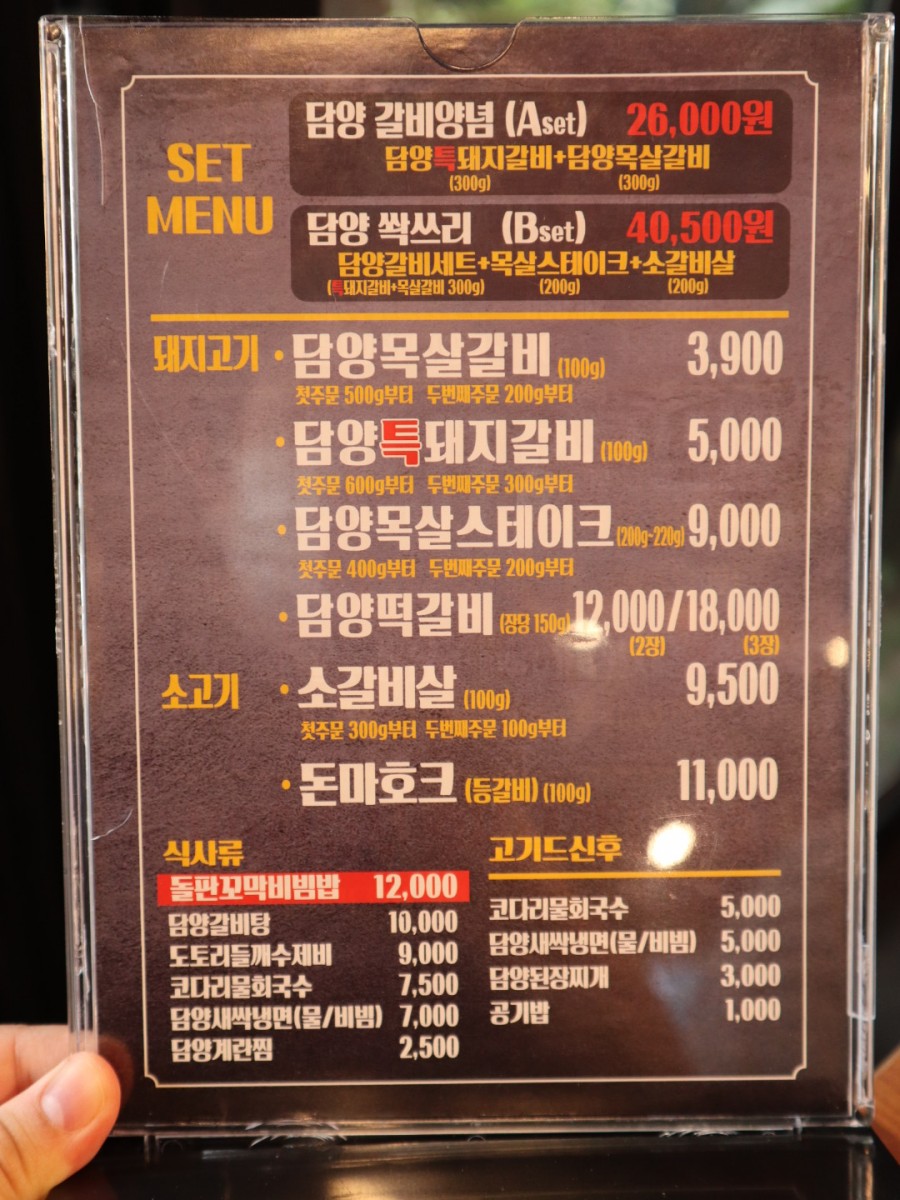 SET
MENU
담양 갈비양념 (Aset) 26,000원
담양특돼지갈비+담양목살갈비
(300g) (300g)
담양 싹쓰리 (Bset) 40,500원
담양갈비세트+목살스테이크+소갈비살
(특돼지갈비+목살갈비 300g) (200g) (200g)
돼지고기 · 담양목살갈비 (100g) 3,900
첫주문 500g부터 두번째주문 200g부터
· 담양특돼지갈비 (100g) 5,000
첫주문 600g부터 두번째주문 300g부터
· 담양목살스테이크 (200g~220g) 9,000
첫주문 400g부터 두번째주문 200g부터
· 담양떡갈비 (장당 150g) 12,000/18,000
(2장) (3장)
소고기 · 소갈비살 (100g) 9,500
첫주문 300g부터 두번째주문 100g부터
· 돈마호크 (등갈비) (100g) 11,000
식사류
돌판꼬막비빔밥 12,000
담양갈비탕 10,000
도토리들깨수제비 9,000
코다리물회국수 7,500
담양새싹냉면(물/비빔) 7,000
담양계란찜 2,500
고기드신후
코다리물회국수 5,000
담양새싹냉면(물/비빔) 5,000
담양된장찌개 3,000
공기밥 1,000